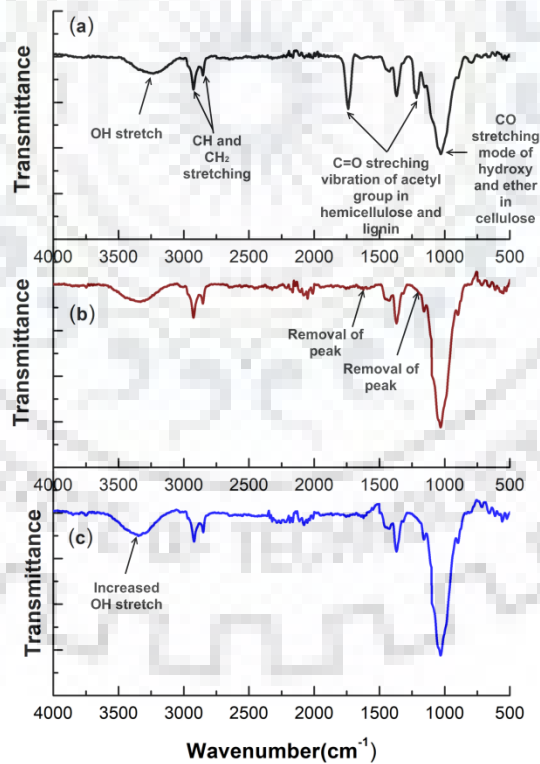 (a)
Transmittance
OH stretch
CH and
CH₂
stretching
C=O streching
vibration of acetyl
group in
hemicellulose and
lignin
CO
stretching
mode of
hydroxy
and ether
in
cellulose
4000 3500 3000 2500 2000 1500 1000 500
(b)
Transmittance
Removal of
peak
Removal of
peak
4000 3500 3000 2500 2000 1500 1000 500
(c)
Transmittance
Increased
OH stretch
4000 3500 3000 2500 2000 1500 1000 500
Wavenumber(cm⁻¹)